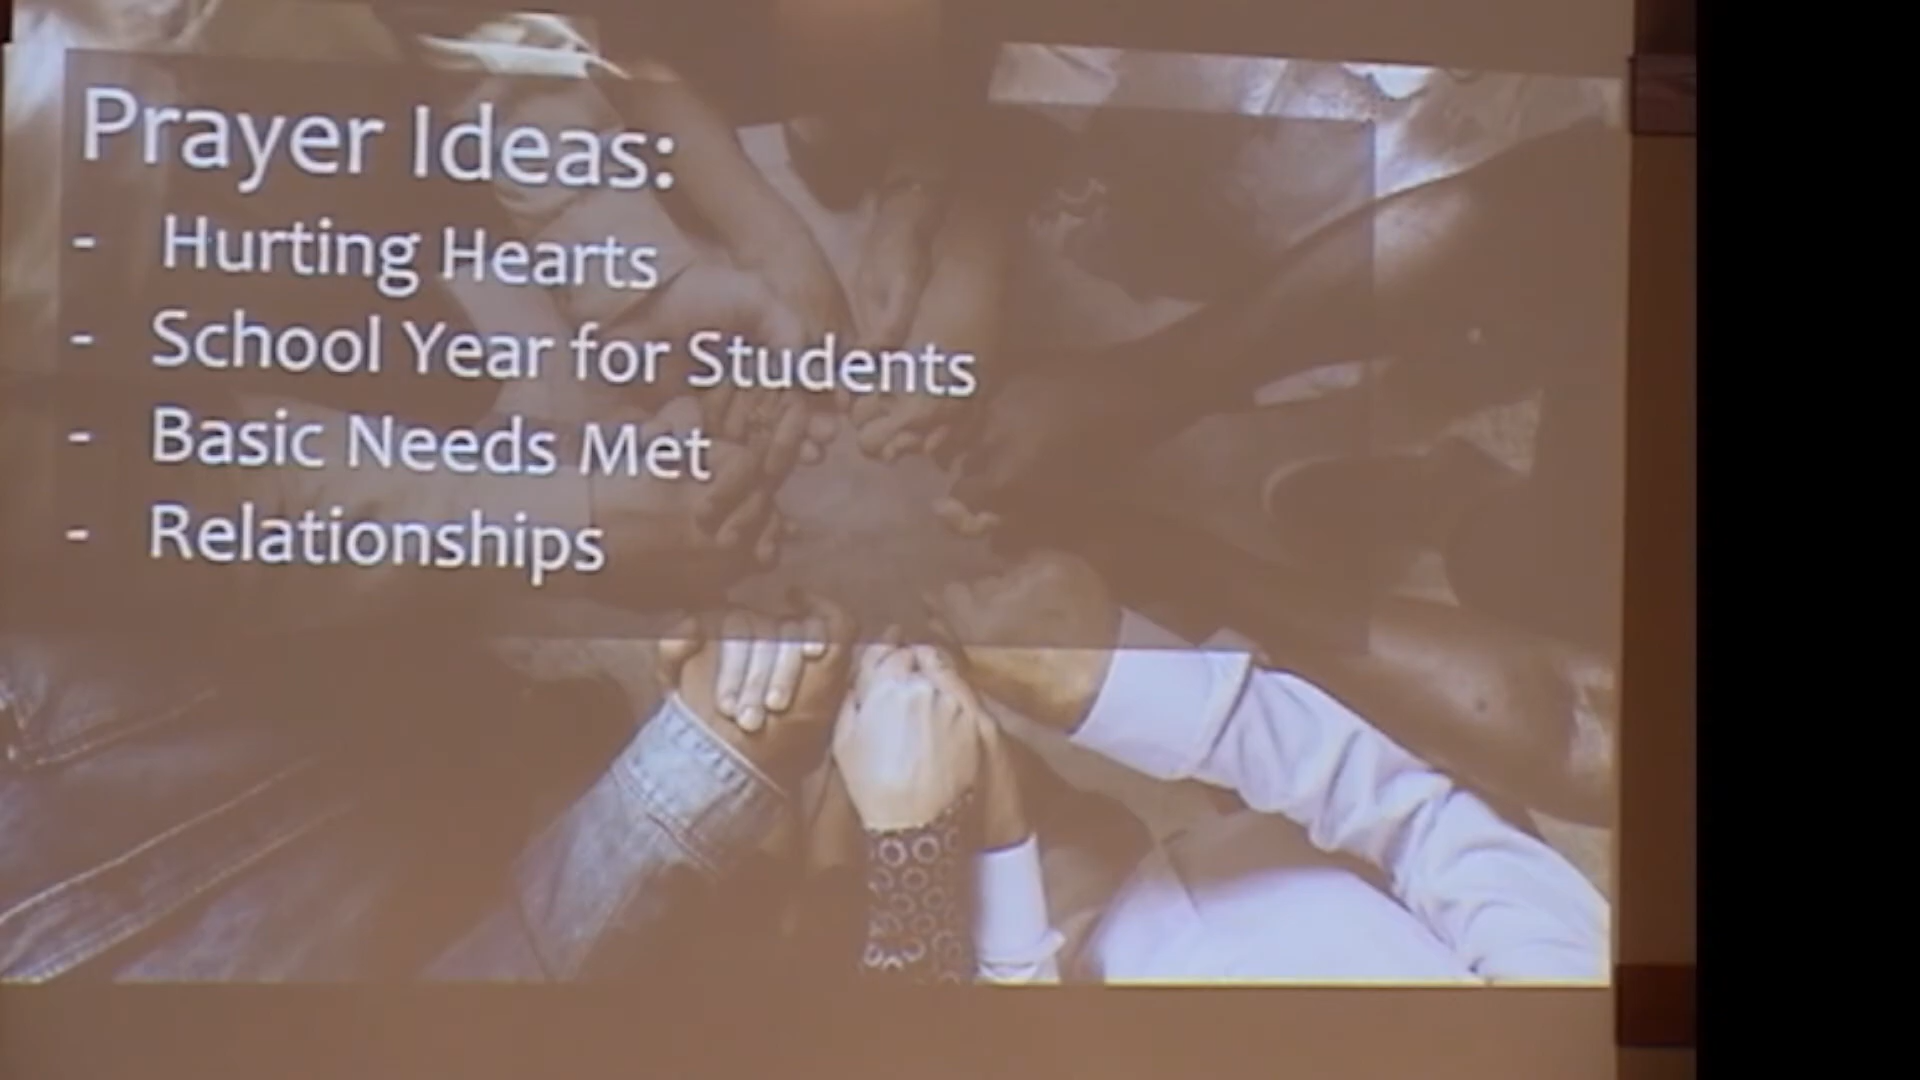 Prayer Ideas:
- Hurting Hearts
- School Year for Students
- Basic Needs Met
- Relationships